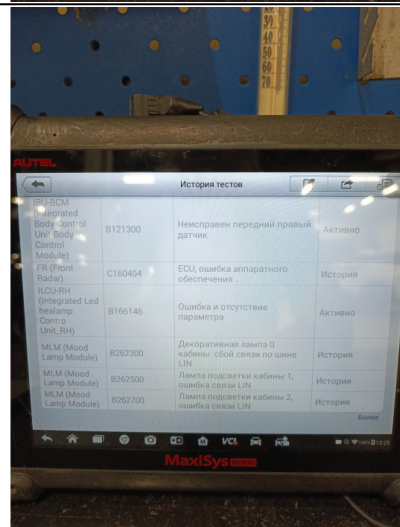 30
40
50
60
70
AUTEL
История тестов
IBU-BCM
(Integrated
Body Control
Unit Body
Control
Module)
B121300
Неисправен передний правый
датчик
Активно
FR (Front
Radar)
C160404
ECU, ошибка аппаратного
обеспечения .
История
ILCU-RH
(Integrated Led
healamp
Contro
Unit_RH)
B166146
Ошибка и отсутствие
параметра
Активно
MLM (Mood
Lamp Module)
B262300
Декоративная лампа 0
кабины: сбой связи по шине
LIN
История
MLM (Mood
Lamp Module)
B262500
Лампа подсветки кабины 1,
ошибка связи LIN
История
MLM (Mood
Lamp Module)
B262700
Лампа подсветки кабины 2,
ошибка связи LIN
История
Более
VCI
13:25
MaxiSys